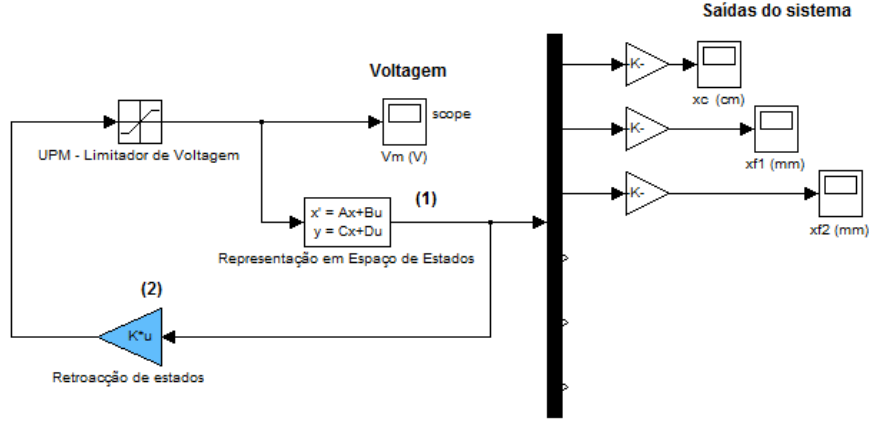 Saídas do sistema
K-
xc (cm)
Voltagem
scope
Vm (V)
UPM - Limitador de Voltagem
K-
xf1 (mm)
K-
xf2 (mm)
(1)
x' = Ax+Bu
y = Cx+Du
Representação em Espaço de Estados
(2)
K*u
Retroacção de estados